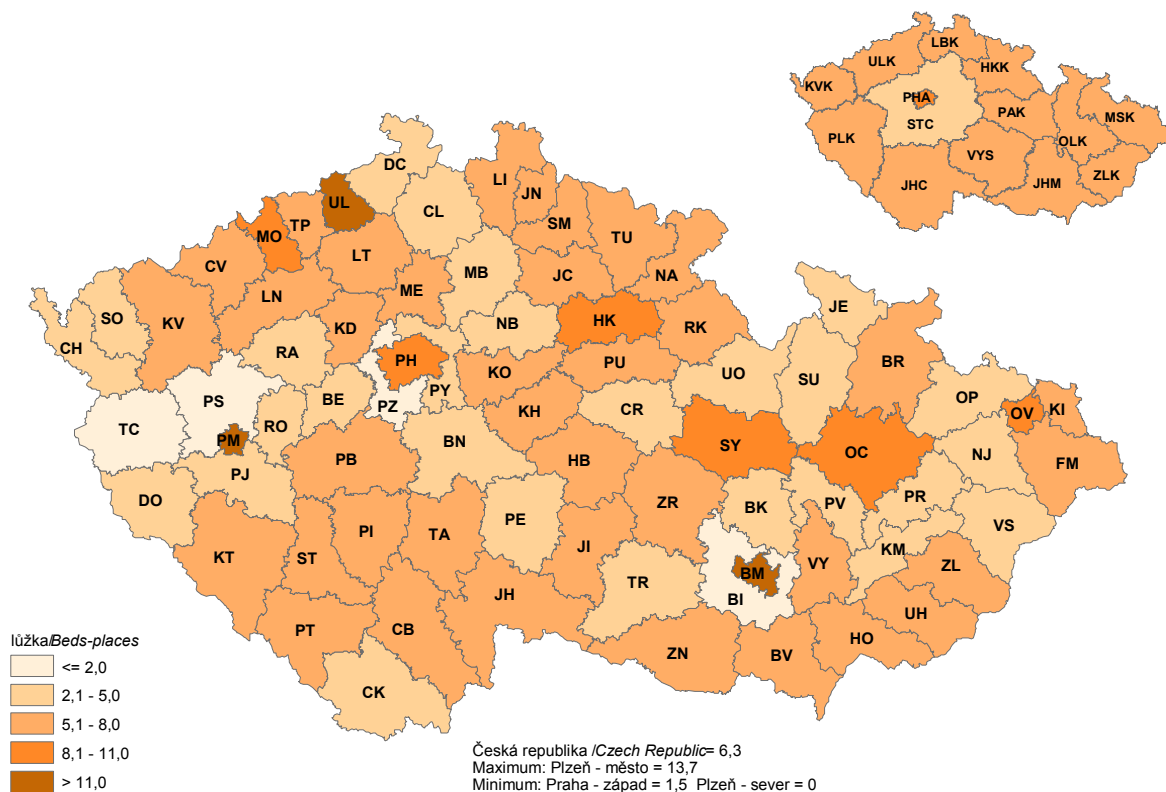 LBK
ULK
HKK
KVK
PHA
PAK
MSK
STC
OLK
PLK
VYS
ZLK
JHC
JHM
DC
LI
JN
UL
CL
SM
TU
MO
TP
LT
MB
JC
NA
CV
ME
LN
JE
SO
KV
KD
NB
HK
RK
CH
RA
PH
BR
PU
KO
PY
UO
SU
PS
BE
PZ
OP
KH
CR
OV
KI
TC
RO
PM
BN
SY
OC
PB
HB
NJ
FM
PJ
DO
ZR
BK
PV
PR
PE
VS
PI
TA
KT
ST
JI
KM
VY
BM
ZL
TR
BI
JH
UH
PT
CB
HO
ZN
BV
CK
lůžka/Beds-places
<= 2,0
2,1 - 5,0
5,1 - 8,0
8,1 - 11,0
> 11,0
Česká republika /Czech Republic= 6,3
Maximum: Plzeň - město = 13,7
Minimum: Praha - západ = 1,5 Plzeň - sever = 0